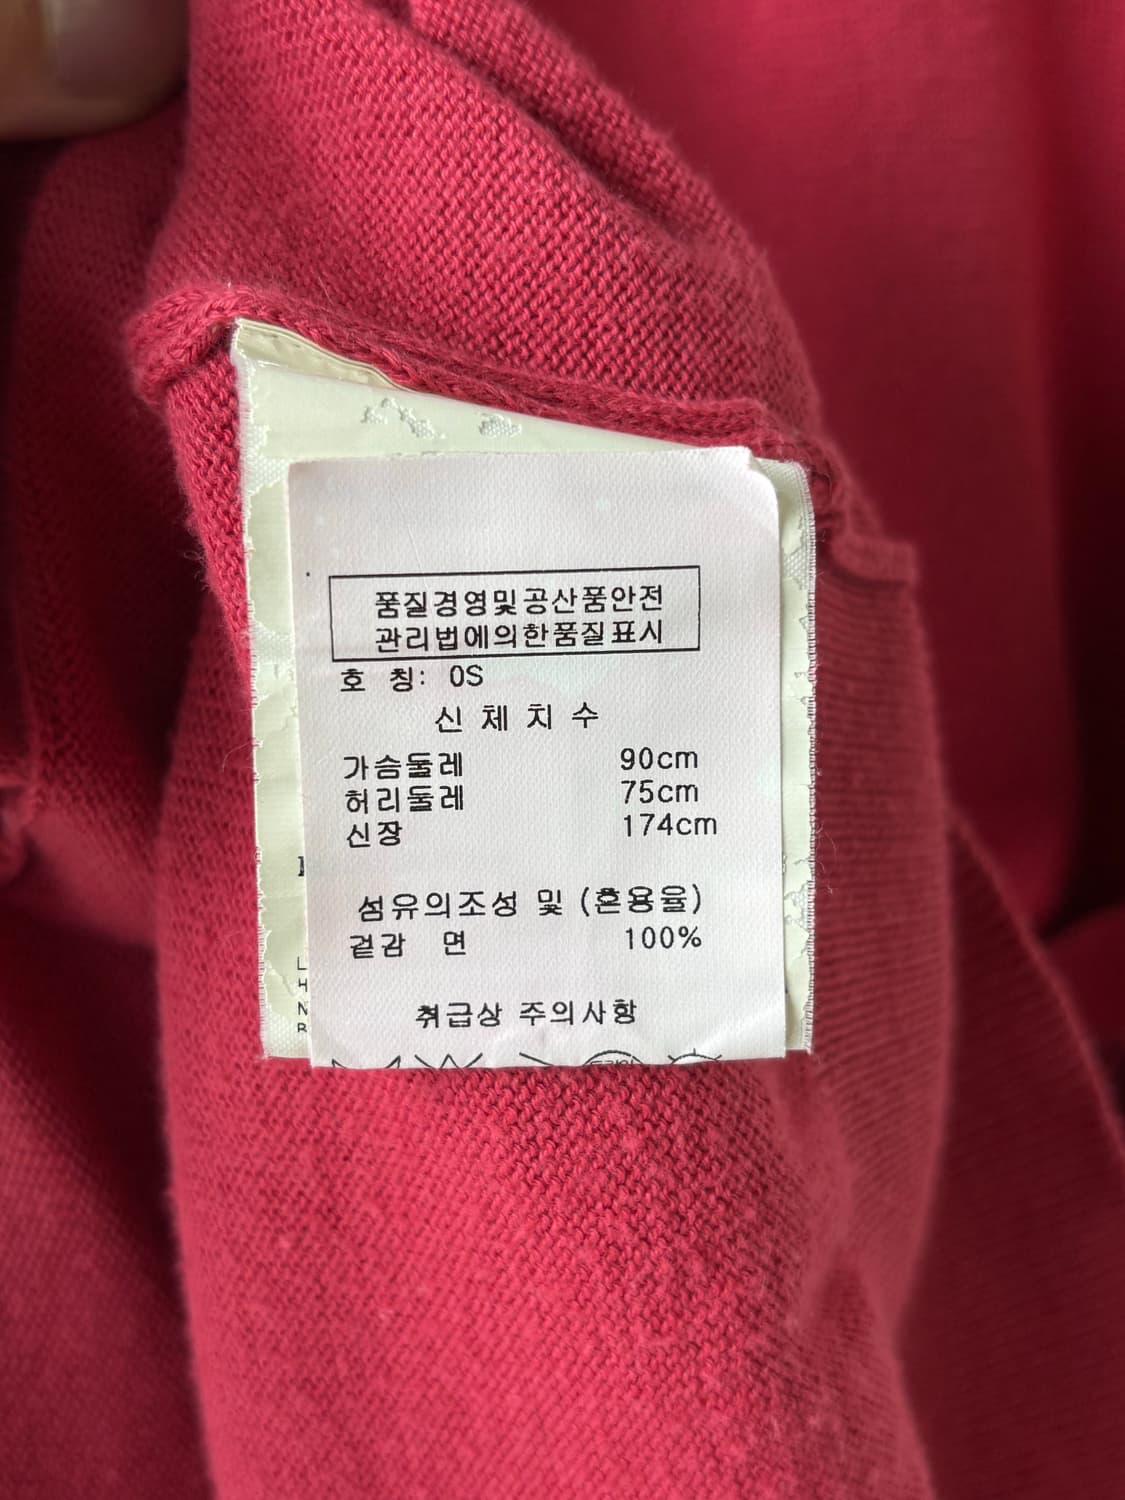 품질경영및공산품안전
관리법에의한품질표시
호 칭: 0S
신 체 치 수
가슴둘레 90cm
허리둘레 75cm
신장 174cm
섬유의조성 및 (혼용율)
겉감 면 100%
취급상 주의사항
L
H
N
B